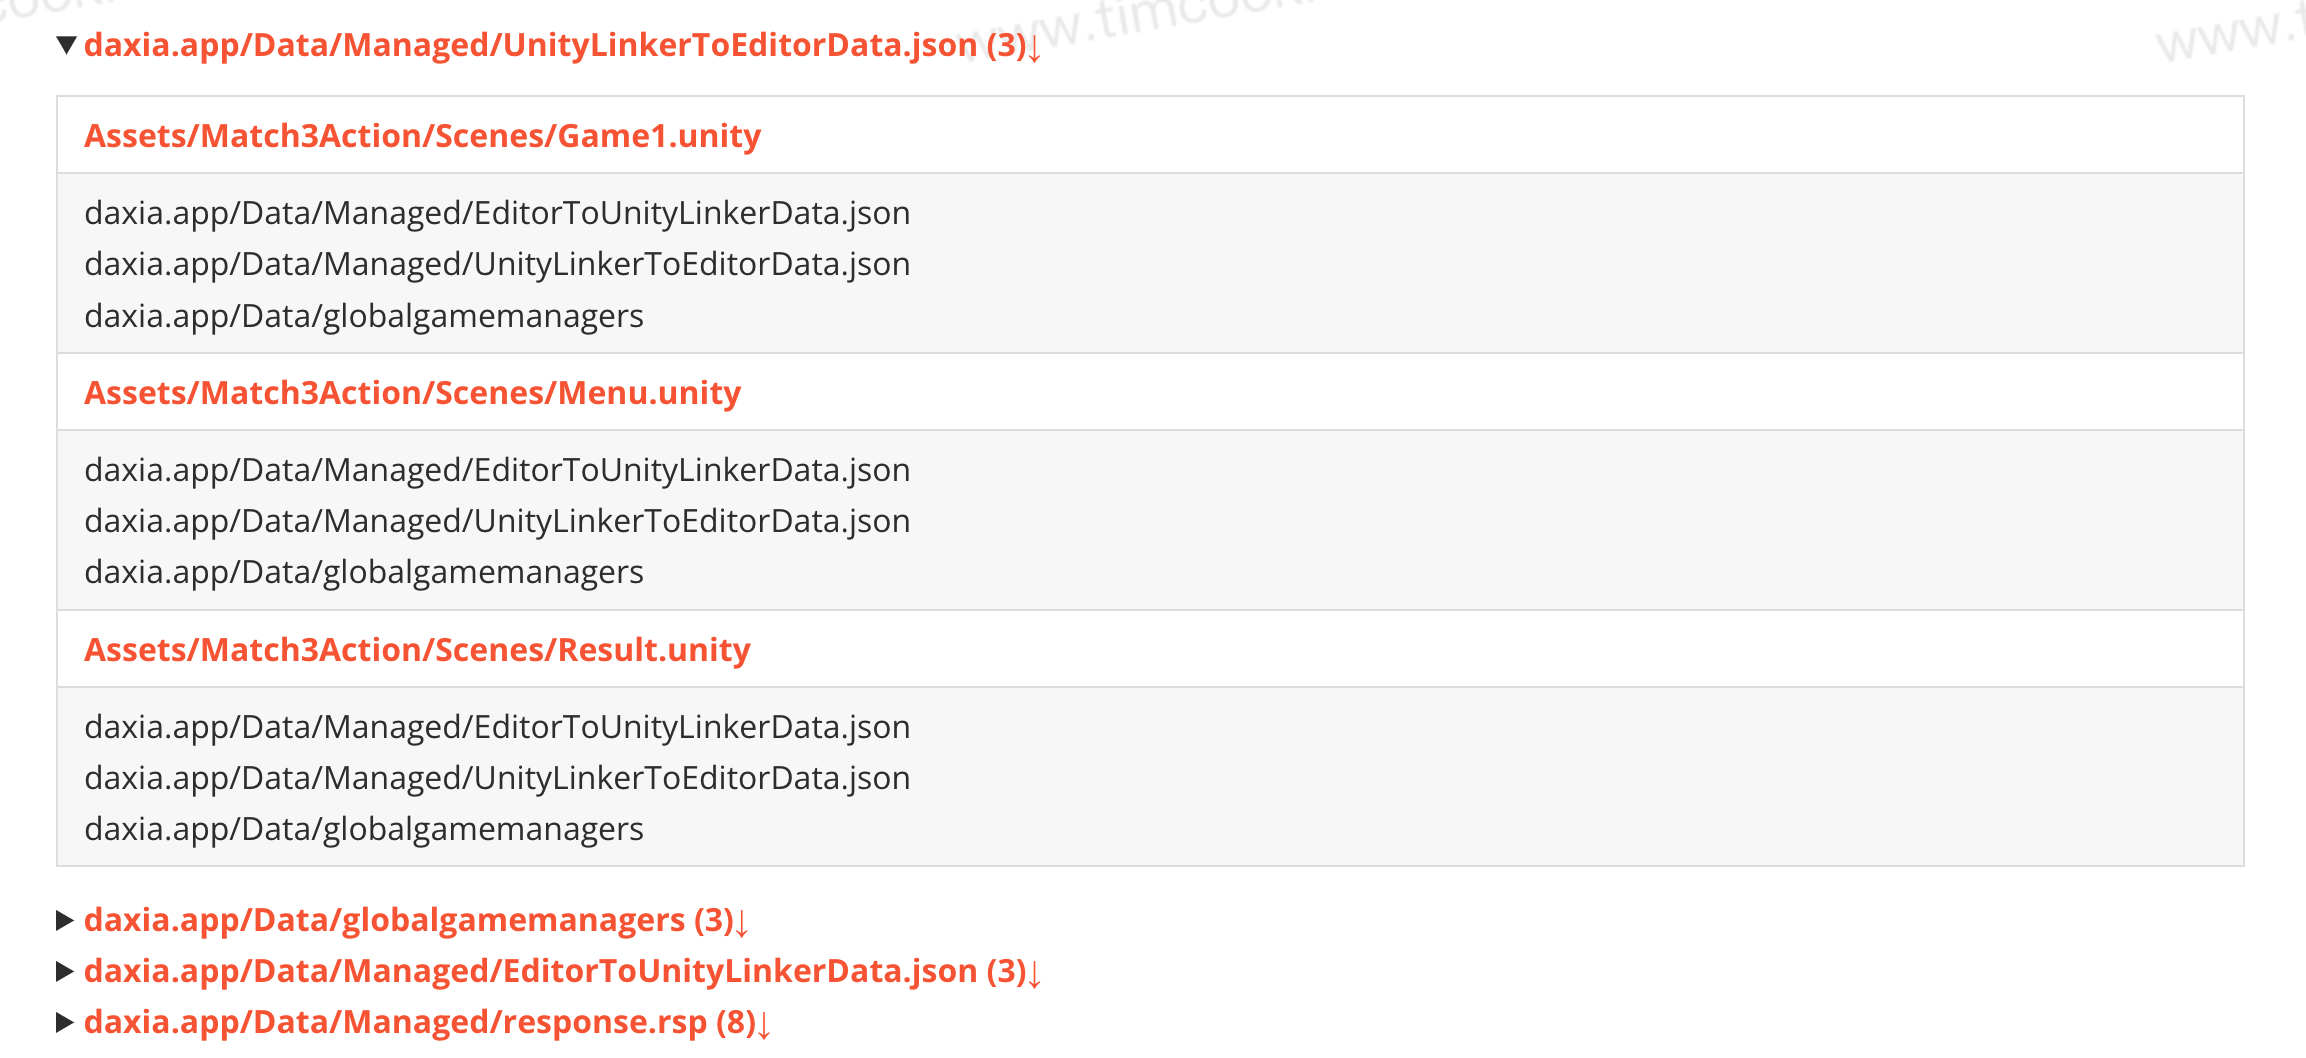 ▼ daxia.app/Data/Managed/UnityLinkerToEditorData.json (3)↓
Assets/Match3Action/Scenes/Game1.unity
daxia.app/Data/Managed/EditorToUnityLinkerData.json
daxia.app/Data/Managed/UnityLinkerToEditorData.json
daxia.app/Data/globalgamemanagers
Assets/Match3Action/Scenes/Menu.unity
daxia.app/Data/Managed/EditorToUnityLinkerData.json
daxia.app/Data/Managed/UnityLinkerToEditorData.json
daxia.app/Data/globalgamemanagers
Assets/Match3Action/Scenes/Result.unity
daxia.app/Data/Managed/EditorToUnityLinkerData.json
daxia.app/Data/Managed/UnityLinkerToEditorData.json
daxia.app/Data/globalgamemanagers
▶ daxia.app/Data/globalgamemanagers (3)↓
▶ daxia.app/Data/Managed/EditorToUnityLinkerData.json (3)↓
▶ daxia.app/Data/Managed/response.rsp (8)↓